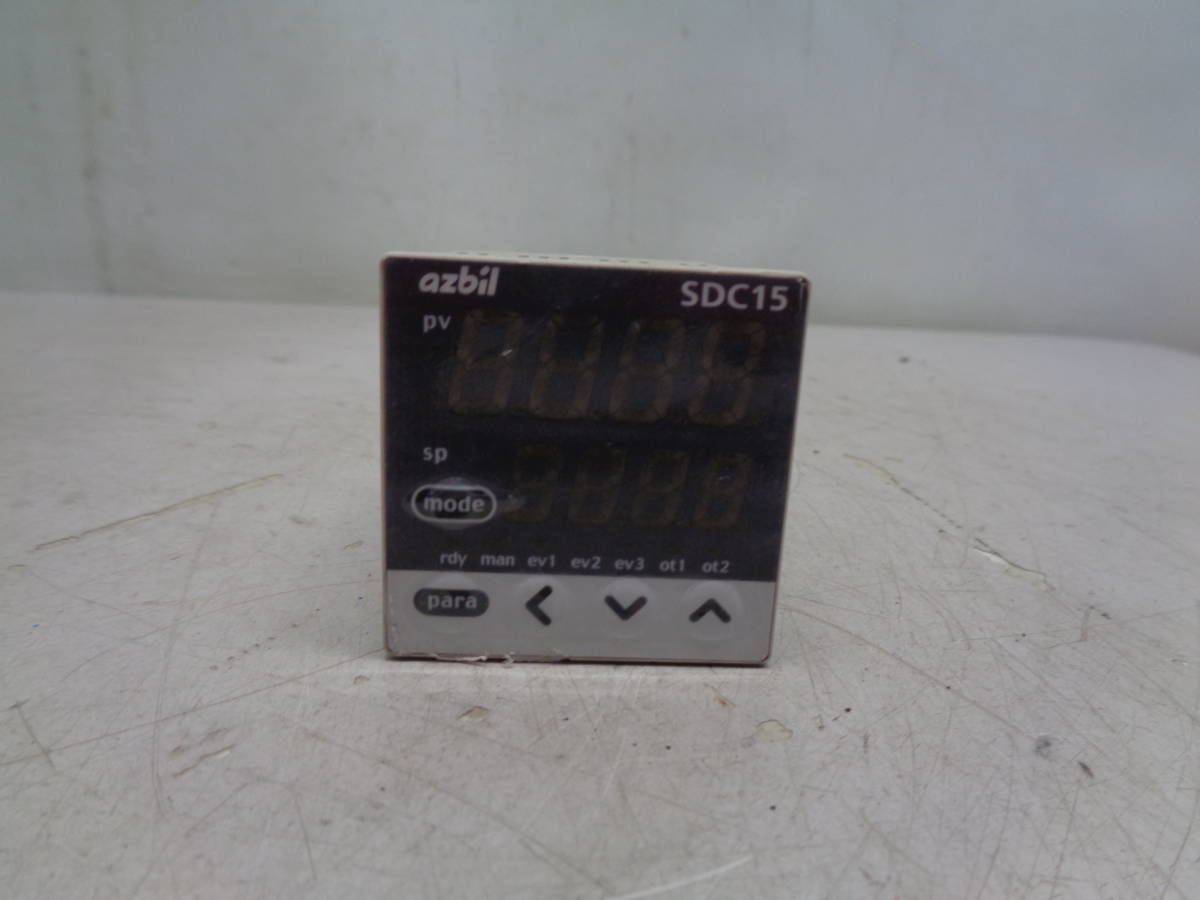 azbil SDC15
pv
sp
mode
rdy man ev1 ev2 ev3 ot1 ot2
para